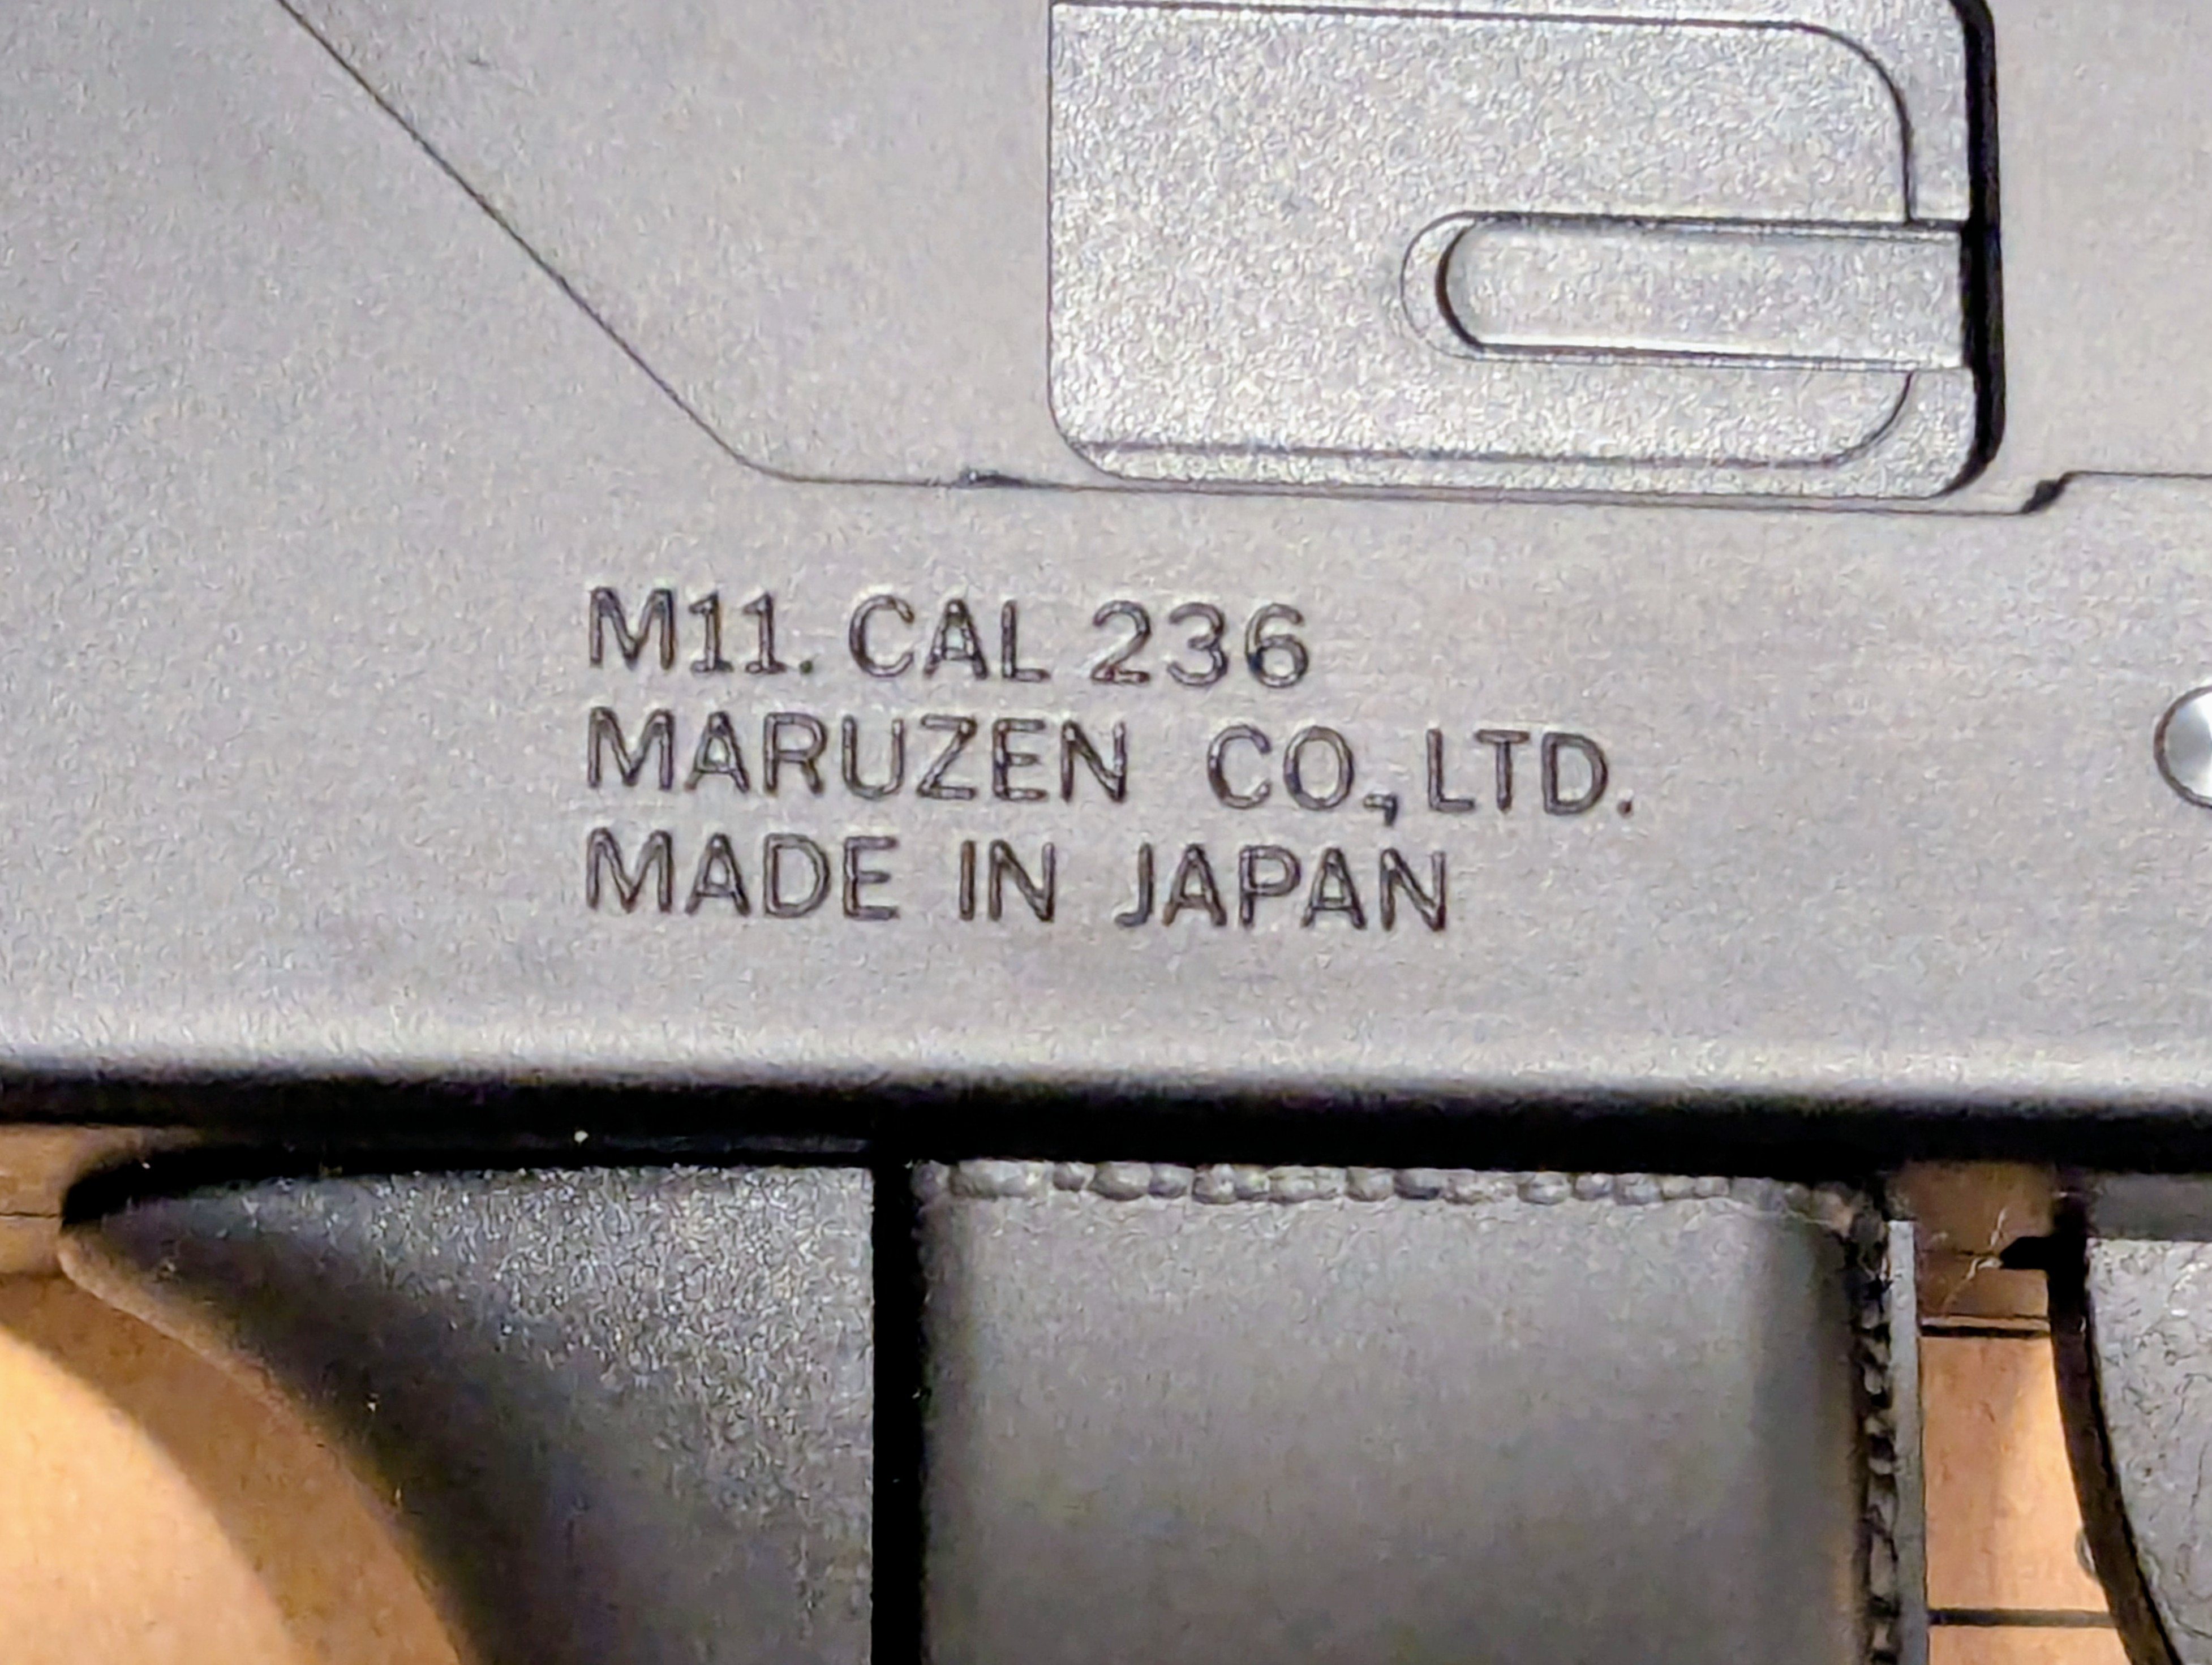 M11. CAL 236
MARUZEN CO.,LTD.
MADE IN JAPAN